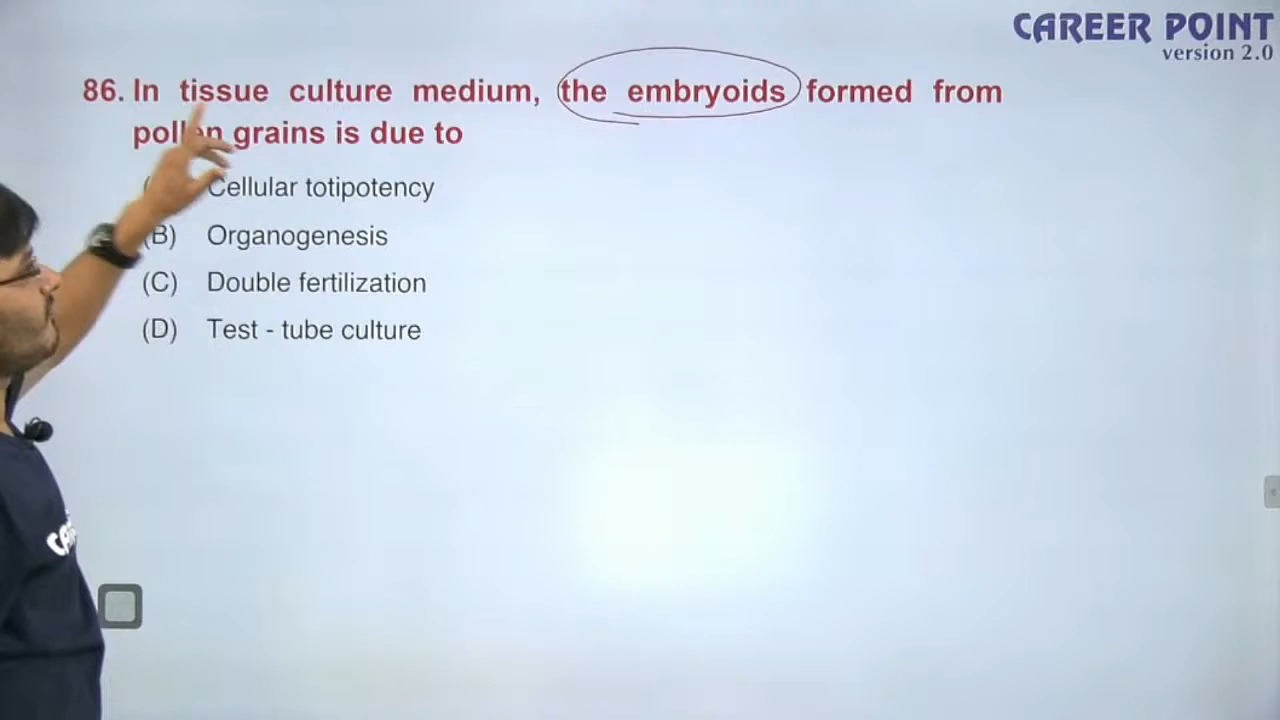 CAREER POINT
version 2.0
86. In tissue culture medium, the embryoids formed from
pollen grains is due to
Cellular totipotency
(B) Organogenesis
(C) Double fertilization
(D) Test - tube culture